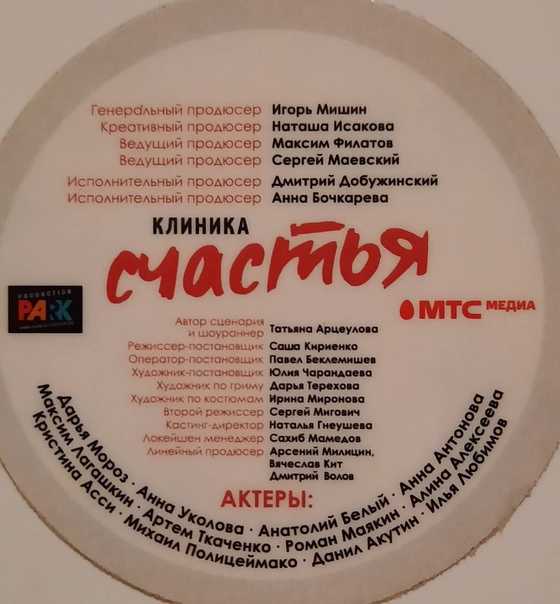 Генеральный продюсер Игорь Мишин
Креативный продюсер Наташа Исакова
Ведущий продюсер Максим Филатов
Ведущий продюсер Сергей Маевский
Исполнительный продюсер Дмитрий Добужинский
Исполнительный продюсер Анна Бочкарева
КЛИНИКА
счастья
PRODUCTION
PARK
МТС МЕДИА
Автор сценария
и шоураннер Татьяна Арцеулова
Режиссер-постановщик Саша Кириенко
Оператор-постановщик Павел Беклемишев
Художник-постановщик Юлия Чарандаева
Художник по гриму Дарья Терехова
Художник по костюмам Ирина Миронова
Второй режиссер Сергей Мигович
Кастинг-директор Наталья Гнеушева
Локейшен менеджер Сахиб Мамедов
Линейный продюсер Арсений Милицин,
Вячеслав Кит
Дмитрий Волов
АКТЕРЫ:
Дарья Мороз · Анна Уколова · Анатолий Белый · Анна Антонова
Максим Лагашкин · Артем Ткаченко · Роман Маякин · Алина Алексеева
Кристина Асси · Михаил Полицеймако · Данил Акутин · Илья Любимов